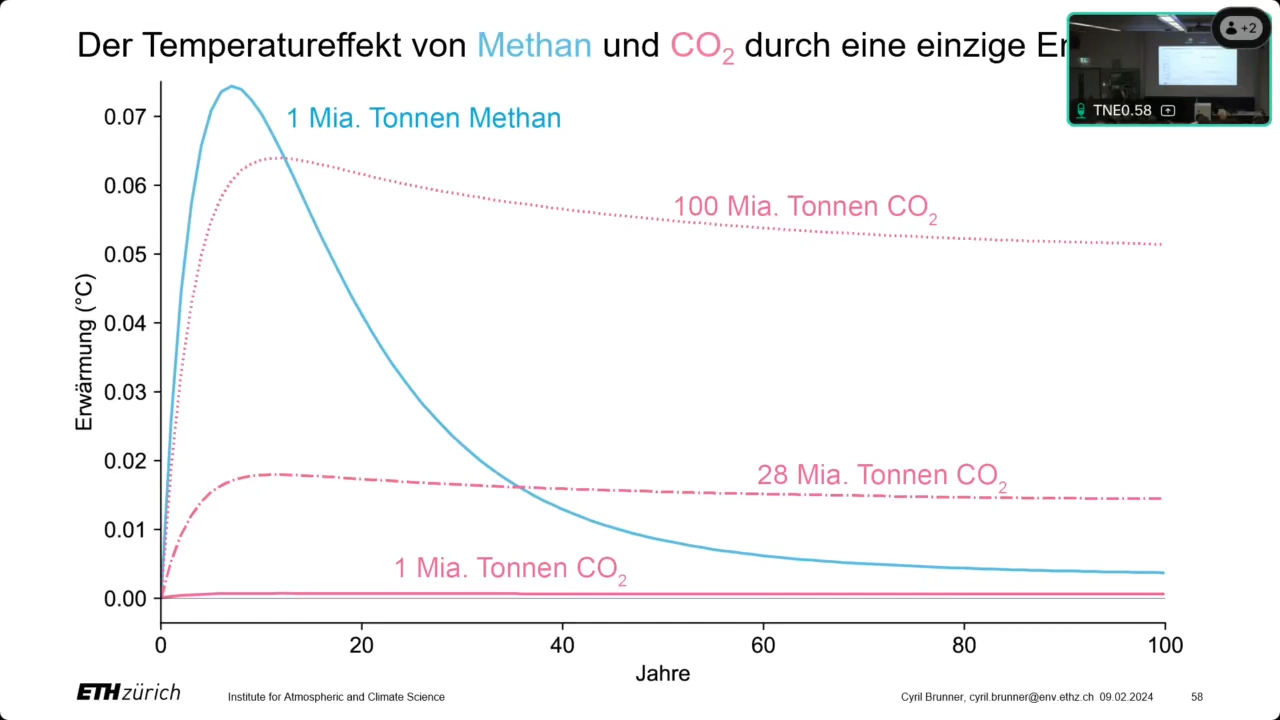 Der Temperatureffekt von Methan und CO₂ durch eine einzige
+2
TNE0.58
1 Mia. Tonnen Methan
100 Mia. Tonnen CO₂
28 Mia. Tonnen CO₂
1 Mia. Tonnen CO₂
Erwärmung (°C)
0.07
0.06
0.05
0.04
0.03
0.02
0.01
0.00
0 20 40 60 80 100
Jahre
ETH zürich
Institute for Atmospheric and Climate Science
Cyril Brunner, cyril.brunner@env.ethz.ch 09.02.2024 58